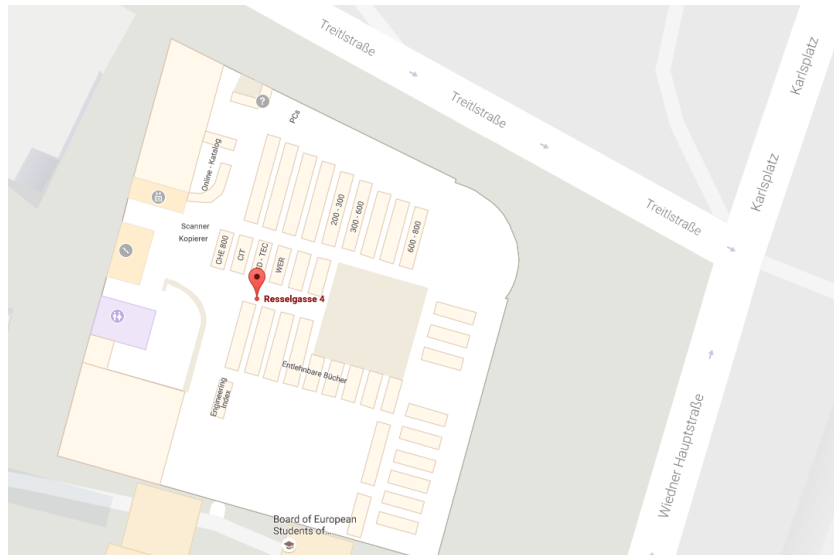 Treitlstraße
Treitlstraße
Treitlstraße
Karlsplatz
Karlsplatz
Wiedner Hauptstraße
?
PCs
Online - Katalog
Scanner
Kopierer
200 - 300
300 - 600
600 - 800
CHE 800
CIT
D - TEC
WER
Resselgasse 4
Entlehnbare Bücher
Engineering
Index
Board of European
Students of...